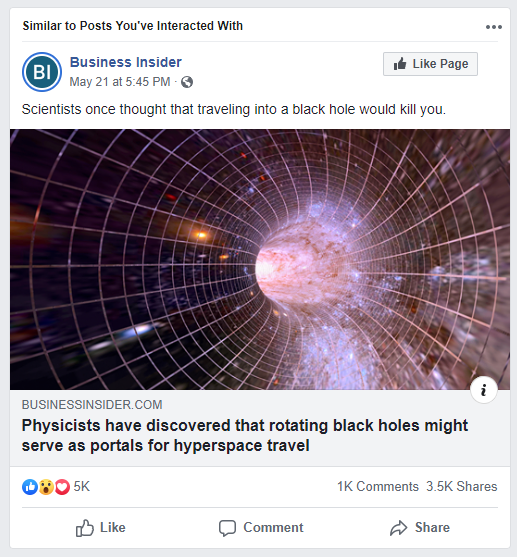 Similar to Posts You've Interacted With
BI
Business Insider
May 21 at 5:45 PM ·
Like Page
Scientists once thought that traveling into a black hole would kill you.
i
BUSINESSINSIDER.COM
Physicists have discovered that rotating black holes might
serve as portals for hyperspace travel
5K
1K Comments 3.5K Shares
Like
Comment
Share